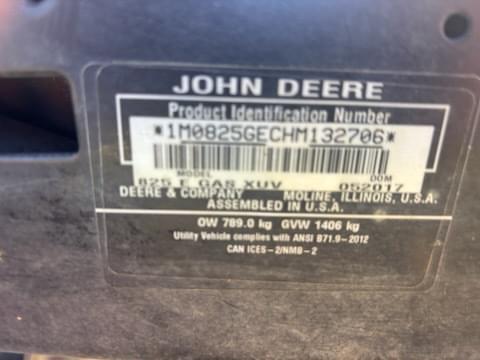 JOHN DEERE
Product Identification Number
*1M0825GECHM132706*
MODEL DOM
825 I GAS XUV 052017
DEERE & COMPANY MOLINE, ILLINOIS, U.S.A.
ASSEMBLED IN U.S.A.
OW 789.0 kg GVW 1406 kg
Utility Vehicle complies with ANSI B71.9-2012
CAN ICES-2/NMB-2